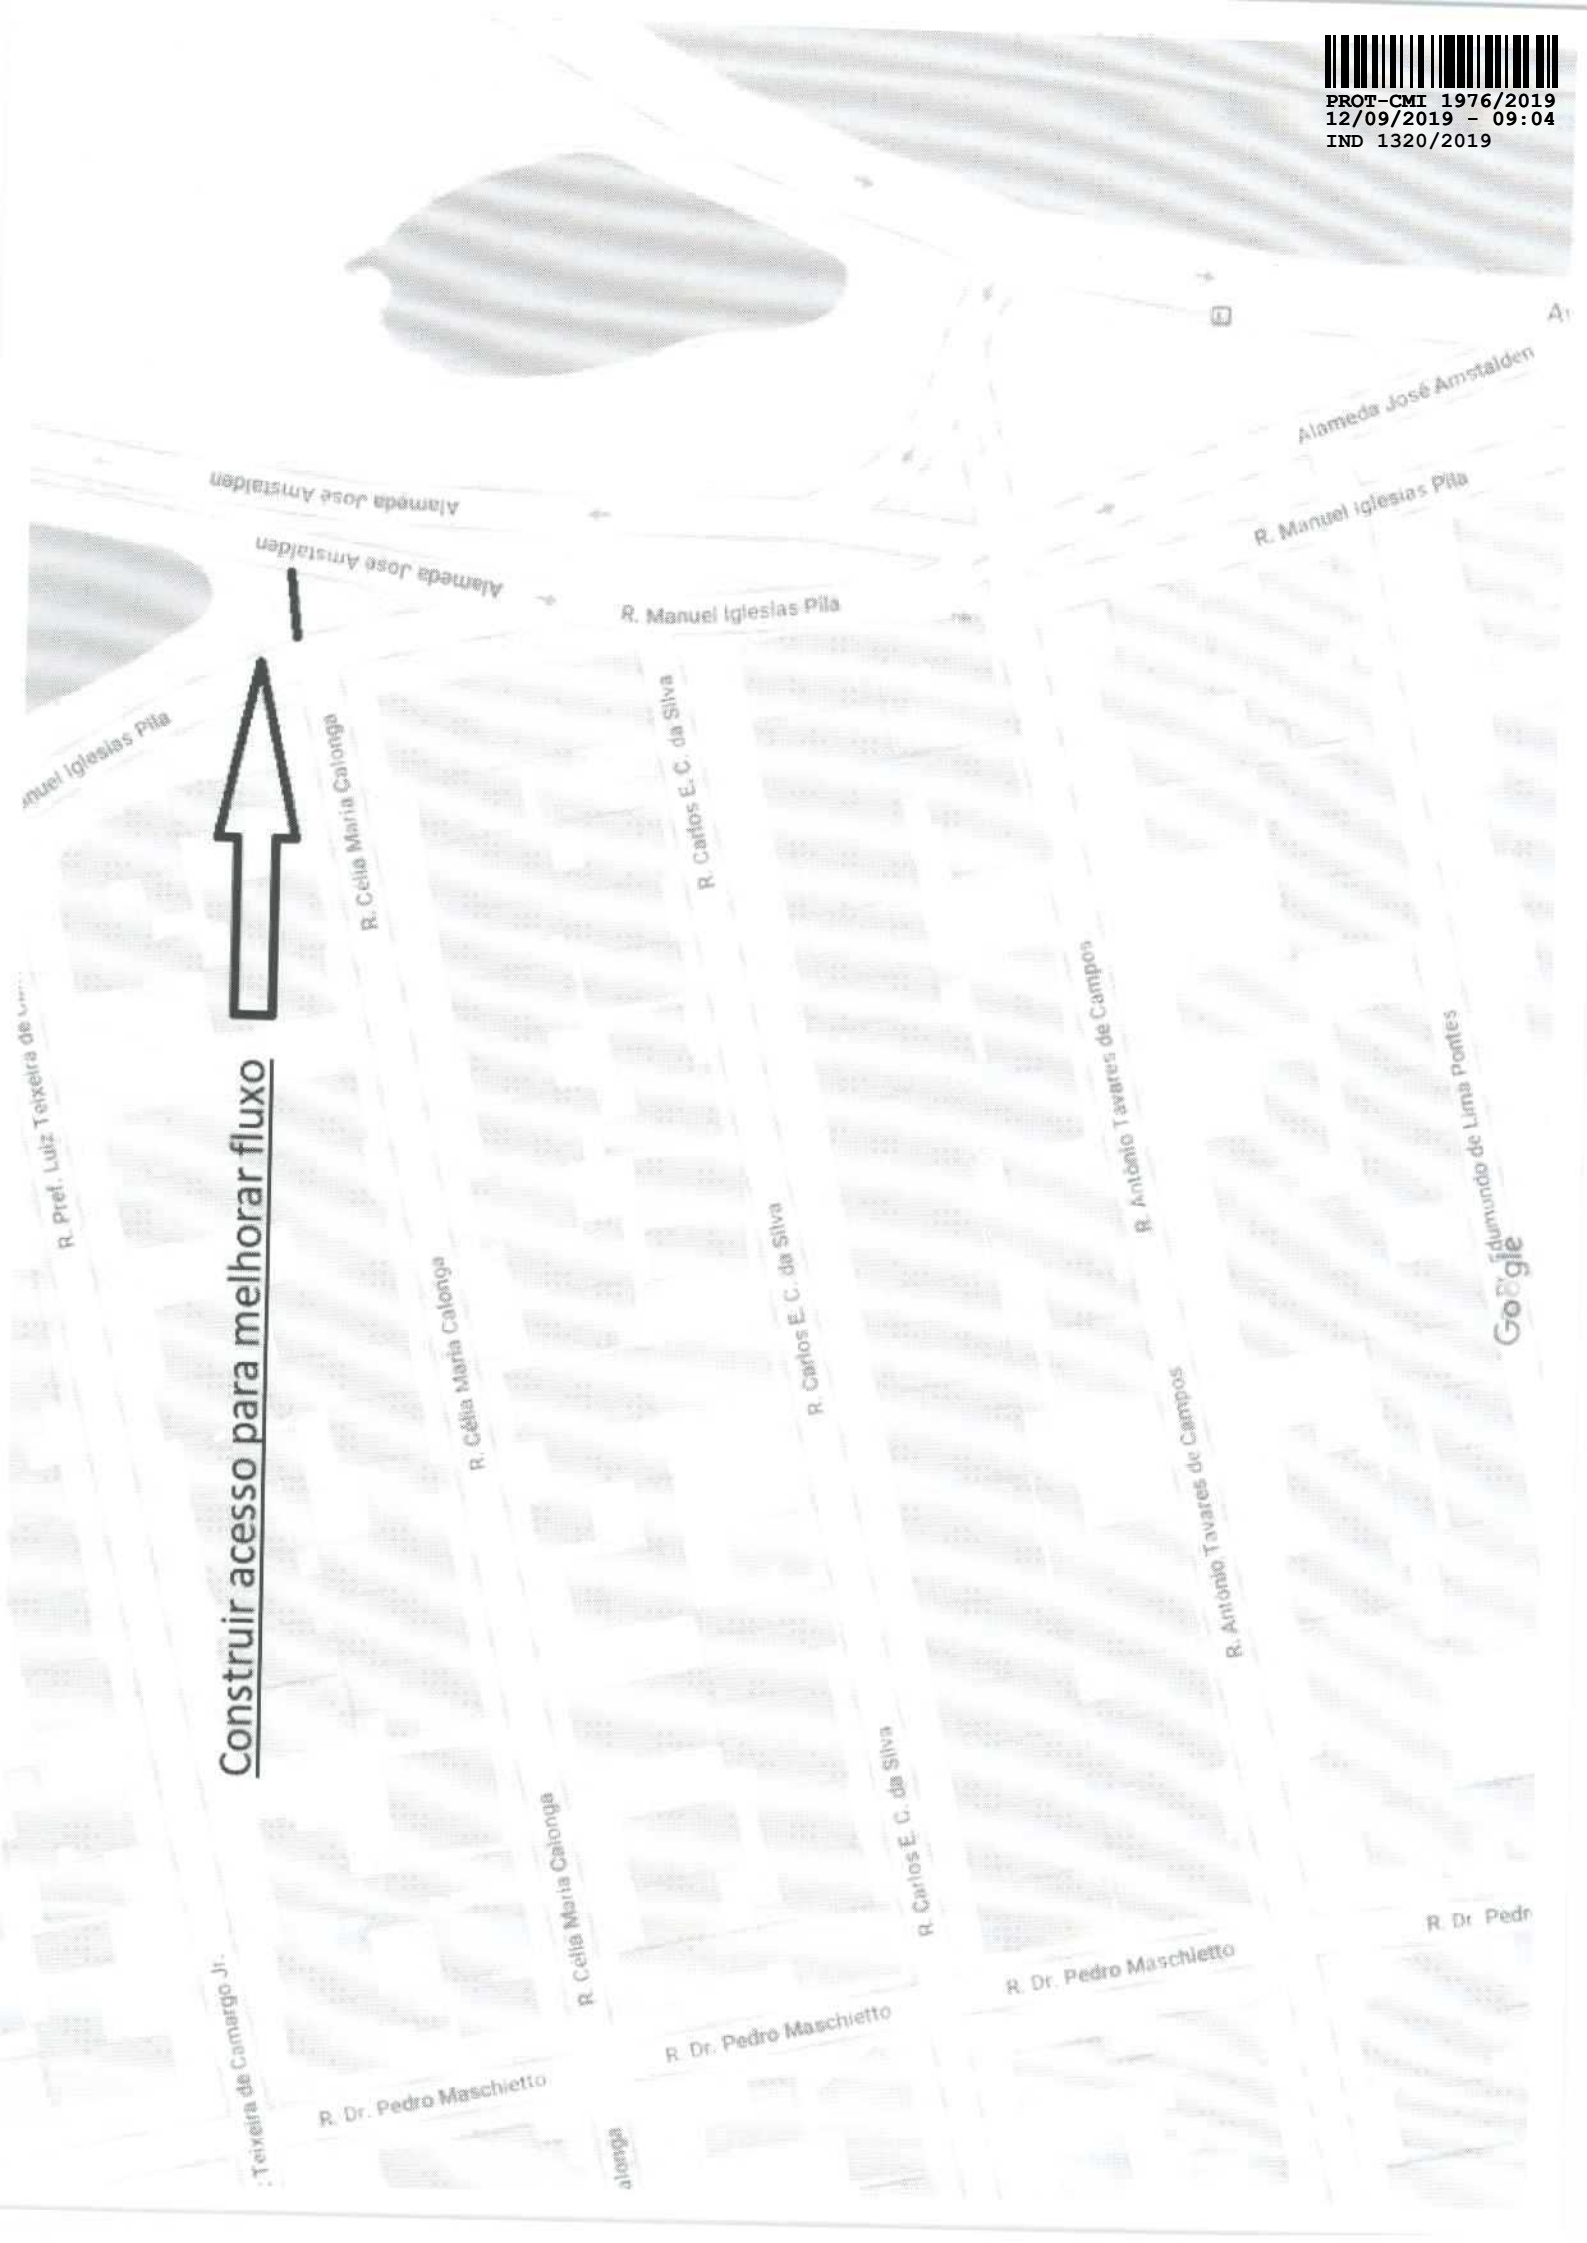 PROT-CMI 1976/2019
12/09/2019 - 09:04
IND 1320/2019
Alameda José Amstalden
R. Manuel Iglesias Pila
Alameda José Amstalden
Alameda José Amstalden
R. Manuel Iglesias Pila
nuel Iglesias Pila
R. Célia Maria Calonga
R. Carlos E. C. da Silva
R. Pref. Luiz Teixeira de
Construir acesso para melhorar fluxo
R. Antônio Tavares de Campos
Dr. Edumundo de Lima Pontes
Google
R. Célia Maria Calonga
R. Carlos E. C. da Silva
R. Antônio Tavares de Campos
R. Célia Maria Calonga
R. Carlos E. C. da Silva
R. Dr. Pedr
R. Dr. Pedro Maschietto
R. Dr. Pedro Maschietto
R. Dr. Pedro Maschietto
Teixeira de Camargo Jr.
alonga